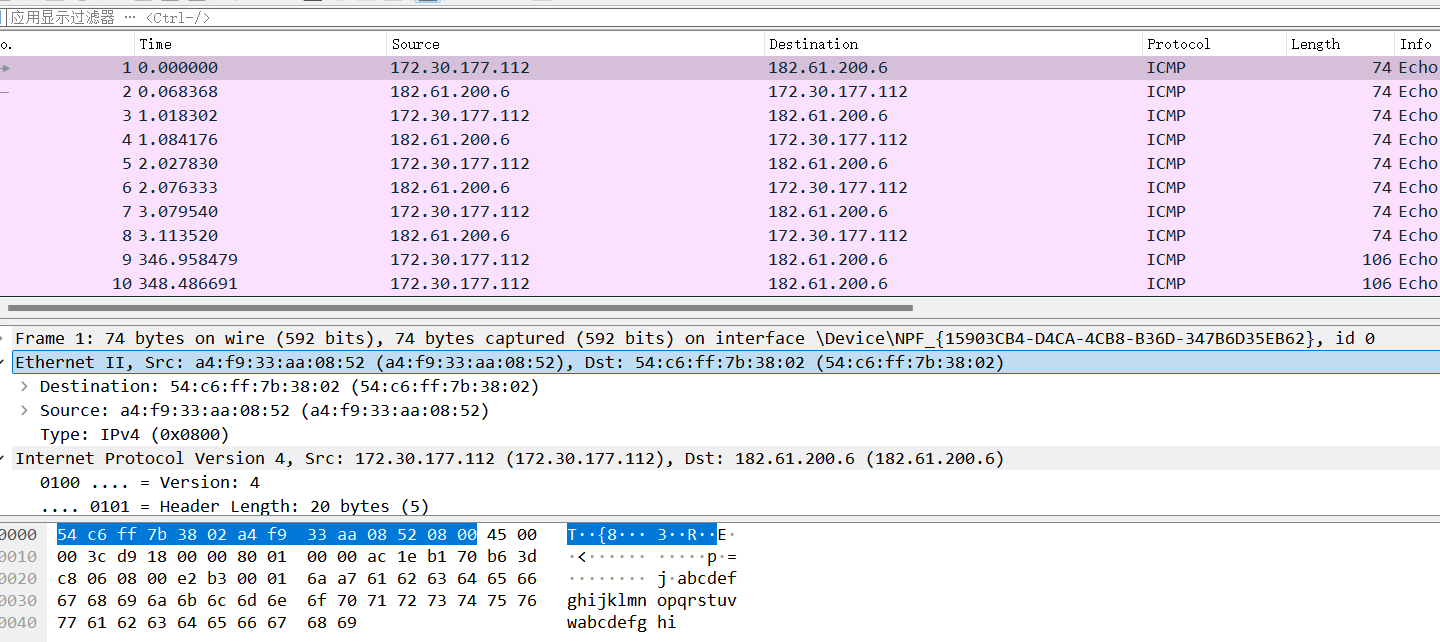 应用显示过滤器 ··· <Ctrl-/>
o. Time Source Destination Protocol Length Info
1 0.000000 172.30.177.112 182.61.200.6 ICMP 74 Echo
2 0.068368 182.61.200.6 172.30.177.112 ICMP 74 Echo
3 1.018302 172.30.177.112 182.61.200.6 ICMP 74 Echo
4 1.084176 182.61.200.6 172.30.177.112 ICMP 74 Echo
5 2.027830 172.30.177.112 182.61.200.6 ICMP 74 Echo
6 2.076333 182.61.200.6 172.30.177.112 ICMP 74 Echo
7 3.079540 172.30.177.112 182.61.200.6 ICMP 74 Echo
8 3.113520 182.61.200.6 172.30.177.112 ICMP 74 Echo
9 346.958479 172.30.177.112 182.61.200.6 ICMP 106 Echo
10 348.486691 172.30.177.112 182.61.200.6 ICMP 106 Echo
Frame 1: 74 bytes on wire (592 bits), 74 bytes captured (592 bits) on interface \Device\NPF_{15903CB4-D4CA-4CB8-B36D-347B6D35EB62}, id 0
Ethernet II, Src: a4:f9:33:aa:08:52 (a4:f9:33:aa:08:52), Dst: 54:c6:ff:7b:38:02 (54:c6:ff:7b:38:02)
> Destination: 54:c6:ff:7b:38:02 (54:c6:ff:7b:38:02)
> Source: a4:f9:33:aa:08:52 (a4:f9:33:aa:08:52)
Type: IPv4 (0x0800)
Internet Protocol Version 4, Src: 172.30.177.112 (172.30.177.112), Dst: 182.61.200.6 (182.61.200.6)
0100 .... = Version: 4
.... 0101 = Header Length: 20 bytes (5)
0000 54 c6 ff 7b 38 02 a4 f9 33 aa 08 52 08 00 45 00 T··{8··· 3··R··E·
0010 00 3c d9 18 00 00 80 01 00 00 ac 1e b1 70 b6 3d ·<······ ·····p·=
0020 c8 06 08 00 e2 b3 00 01 6a a7 61 62 63 64 65 66 ········ j·abcdef
0030 67 68 69 6a 6b 6c 6d 6e 6f 70 71 72 73 74 75 76 ghijklmn opqrstuv
0040 77 61 62 63 64 65 66 67 68 69 wabcdefg hi